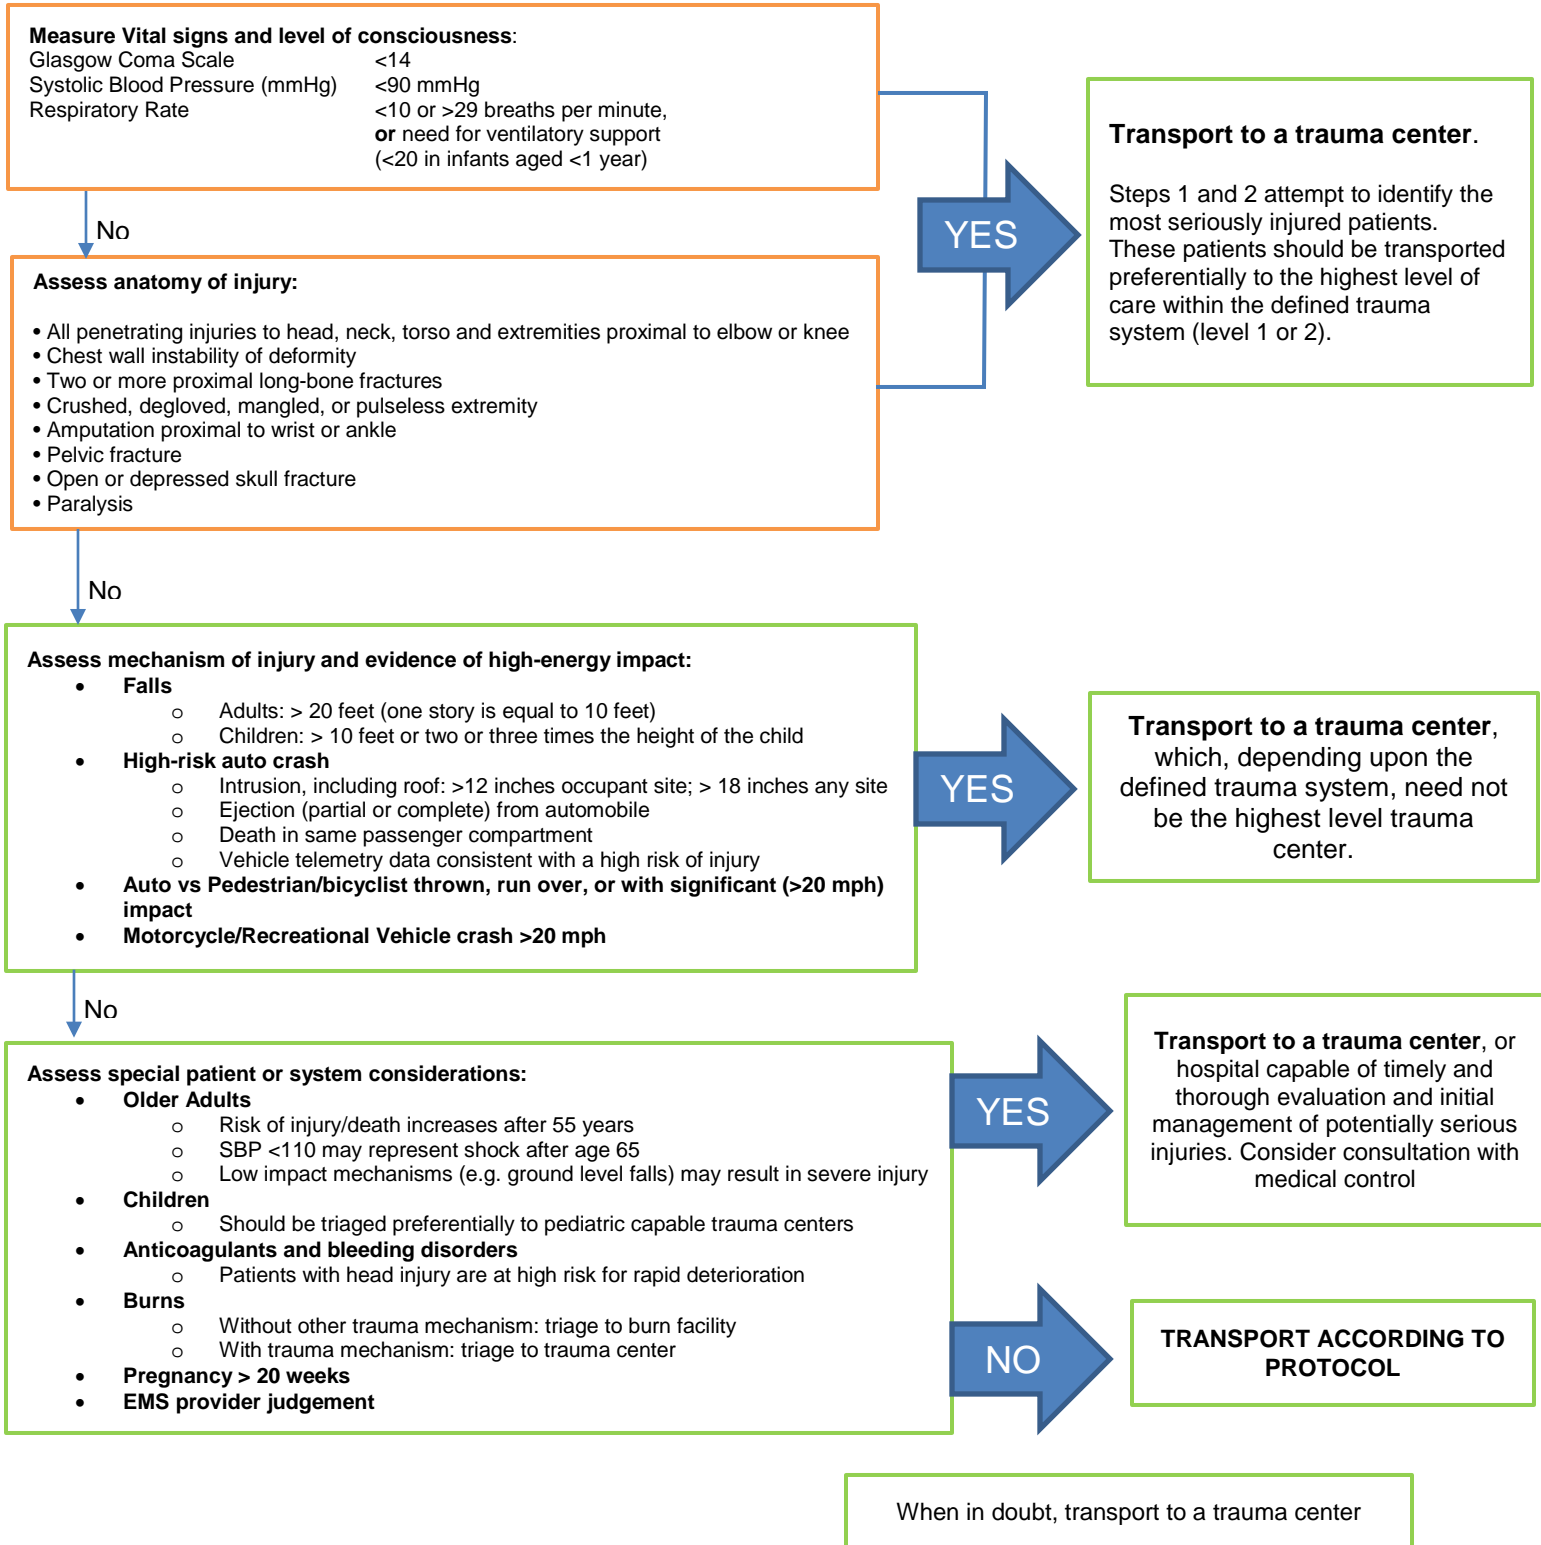 Measure Vital signs and level of consciousness:
Glasgow Coma Scale <14
Systolic Blood Pressure (mmHg) <90 mmHg
Respiratory Rate <10 or >29 breaths per minute,
or need for ventilatory support
(<20 in infants aged <1 year)
YES
Transport to a trauma center.
Steps 1 and 2 attempt to identify the
most seriously injured patients.
These patients should be transported
preferentially to the highest level of
care within the defined trauma
system (level 1 or 2).
No
Assess anatomy of injury:
• All penetrating injuries to head, neck, torso and extremities proximal to elbow or knee
• Chest wall instability of deformity
• Two or more proximal long-bone fractures
• Crushed, degloved, mangled, or pulseless extremity
• Amputation proximal to wrist or ankle
• Pelvic fracture
• Open or depressed skull fracture
• Paralysis
No
Assess mechanism of injury and evidence of high-energy impact:
• Falls
o Adults: > 20 feet (one story is equal to 10 feet)
o Children: > 10 feet or two or three times the height of the child
• High-risk auto crash
o Intrusion, including roof: >12 inches occupant site; > 18 inches any site
o Ejection (partial or complete) from automobile
o Death in same passenger compartment
o Vehicle telemetry data consistent with a high risk of injury
• Auto vs Pedestrian/bicyclist thrown, run over, or with significant (>20 mph)
impact
• Motorcycle/Recreational Vehicle crash >20 mph
YES
Transport to a trauma center,
which, depending upon the
defined trauma system, need not
be the highest level trauma
center.
No
Assess special patient or system considerations:
• Older Adults
o Risk of injury/death increases after 55 years
o SBP <110 may represent shock after age 65
o Low impact mechanisms (e.g. ground level falls) may result in severe injury
• Children
o Should be triaged preferentially to pediatric capable trauma centers
• Anticoagulants and bleeding disorders
o Patients with head injury are at high risk for rapid deterioration
• Burns
o Without other trauma mechanism: triage to burn facility
o With trauma mechanism: triage to trauma center
• Pregnancy > 20 weeks
• EMS provider judgement
YES
Transport to a trauma center, or
hospital capable of timely and
thorough evaluation and initial
management of potentially serious
injuries. Consider consultation with
medical control
NO
TRANSPORT ACCORDING TO
PROTOCOL
When in doubt, transport to a trauma center